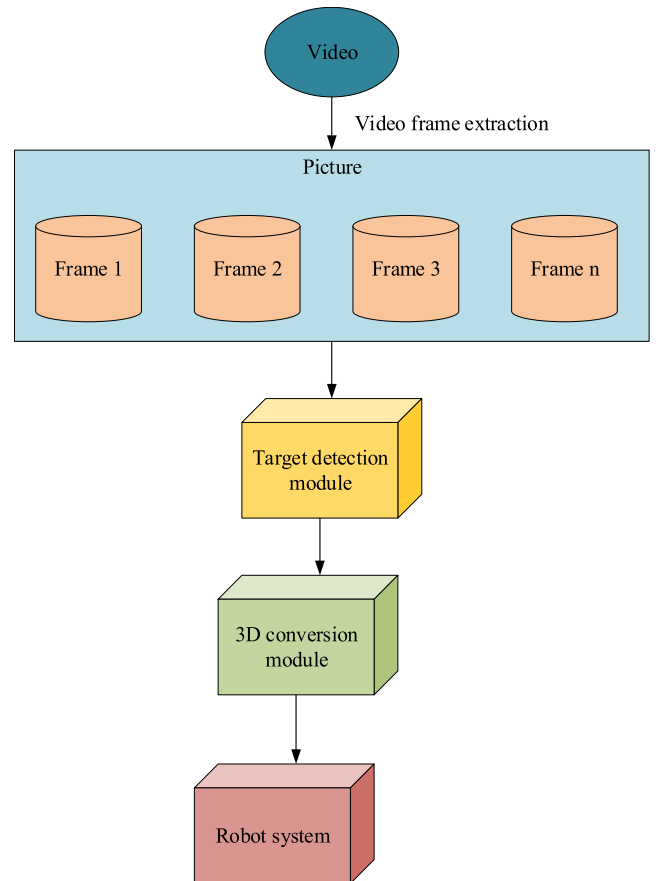 Video
Video frame extraction
Picture
Frame 1
Frame 2
Frame 3
Frame n
Target detection
module
3D conversion
module
Robot system